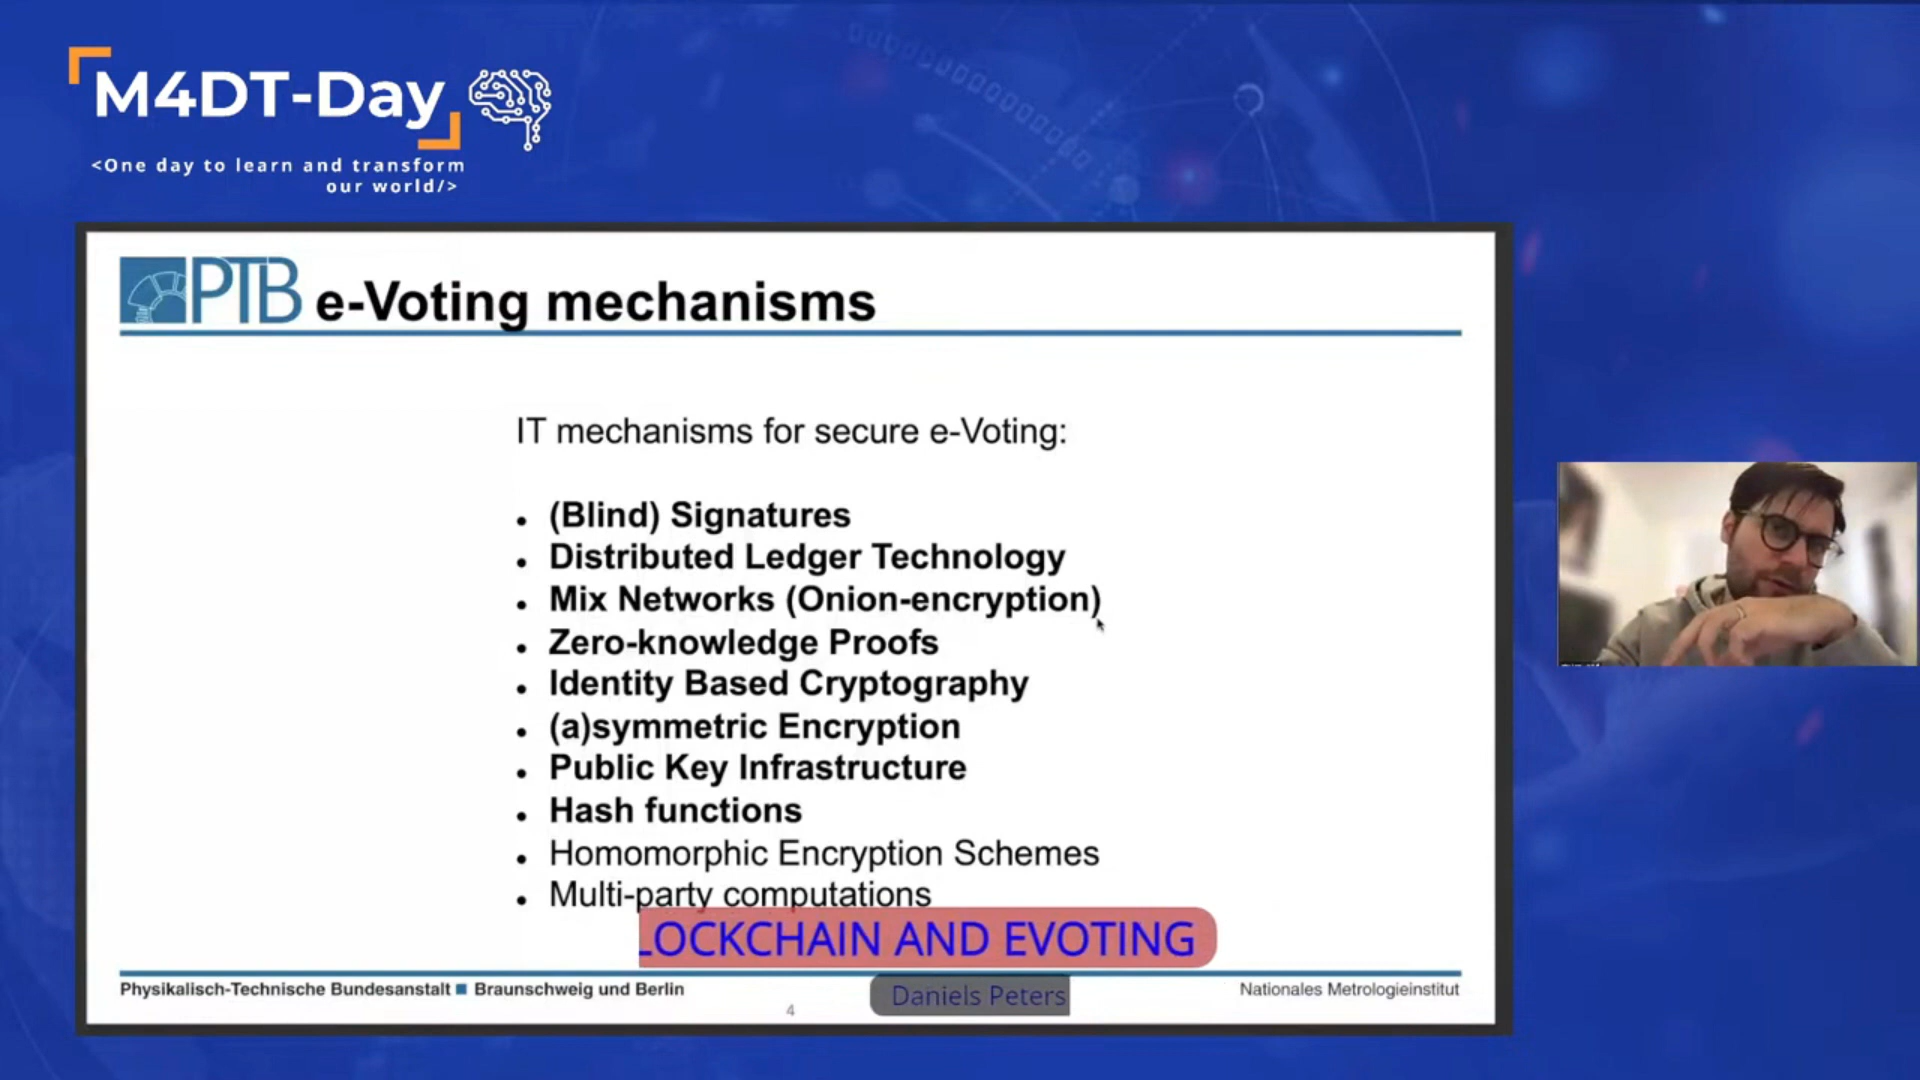 M4DT-Day
<One day to learn and transform
our world/>
PTB e-Voting mechanisms
IT mechanisms for secure e-Voting:
• (Blind) Signatures
• Distributed Ledger Technology
• Mix Networks (Onion-encryption)
• Zero-knowledge Proofs
• Identity Based Cryptography
• (a)symmetric Encryption
• Public Key Infrastructure
• Hash functions
• Homomorphic Encryption Schemes
• Multi-party computations
LOCKCHAIN AND EVOTING
Physikalisch-Technische Bundesanstalt ■ Braunschweig und Berlin
Daniels Peters
Nationales Metrologieinstitut
4